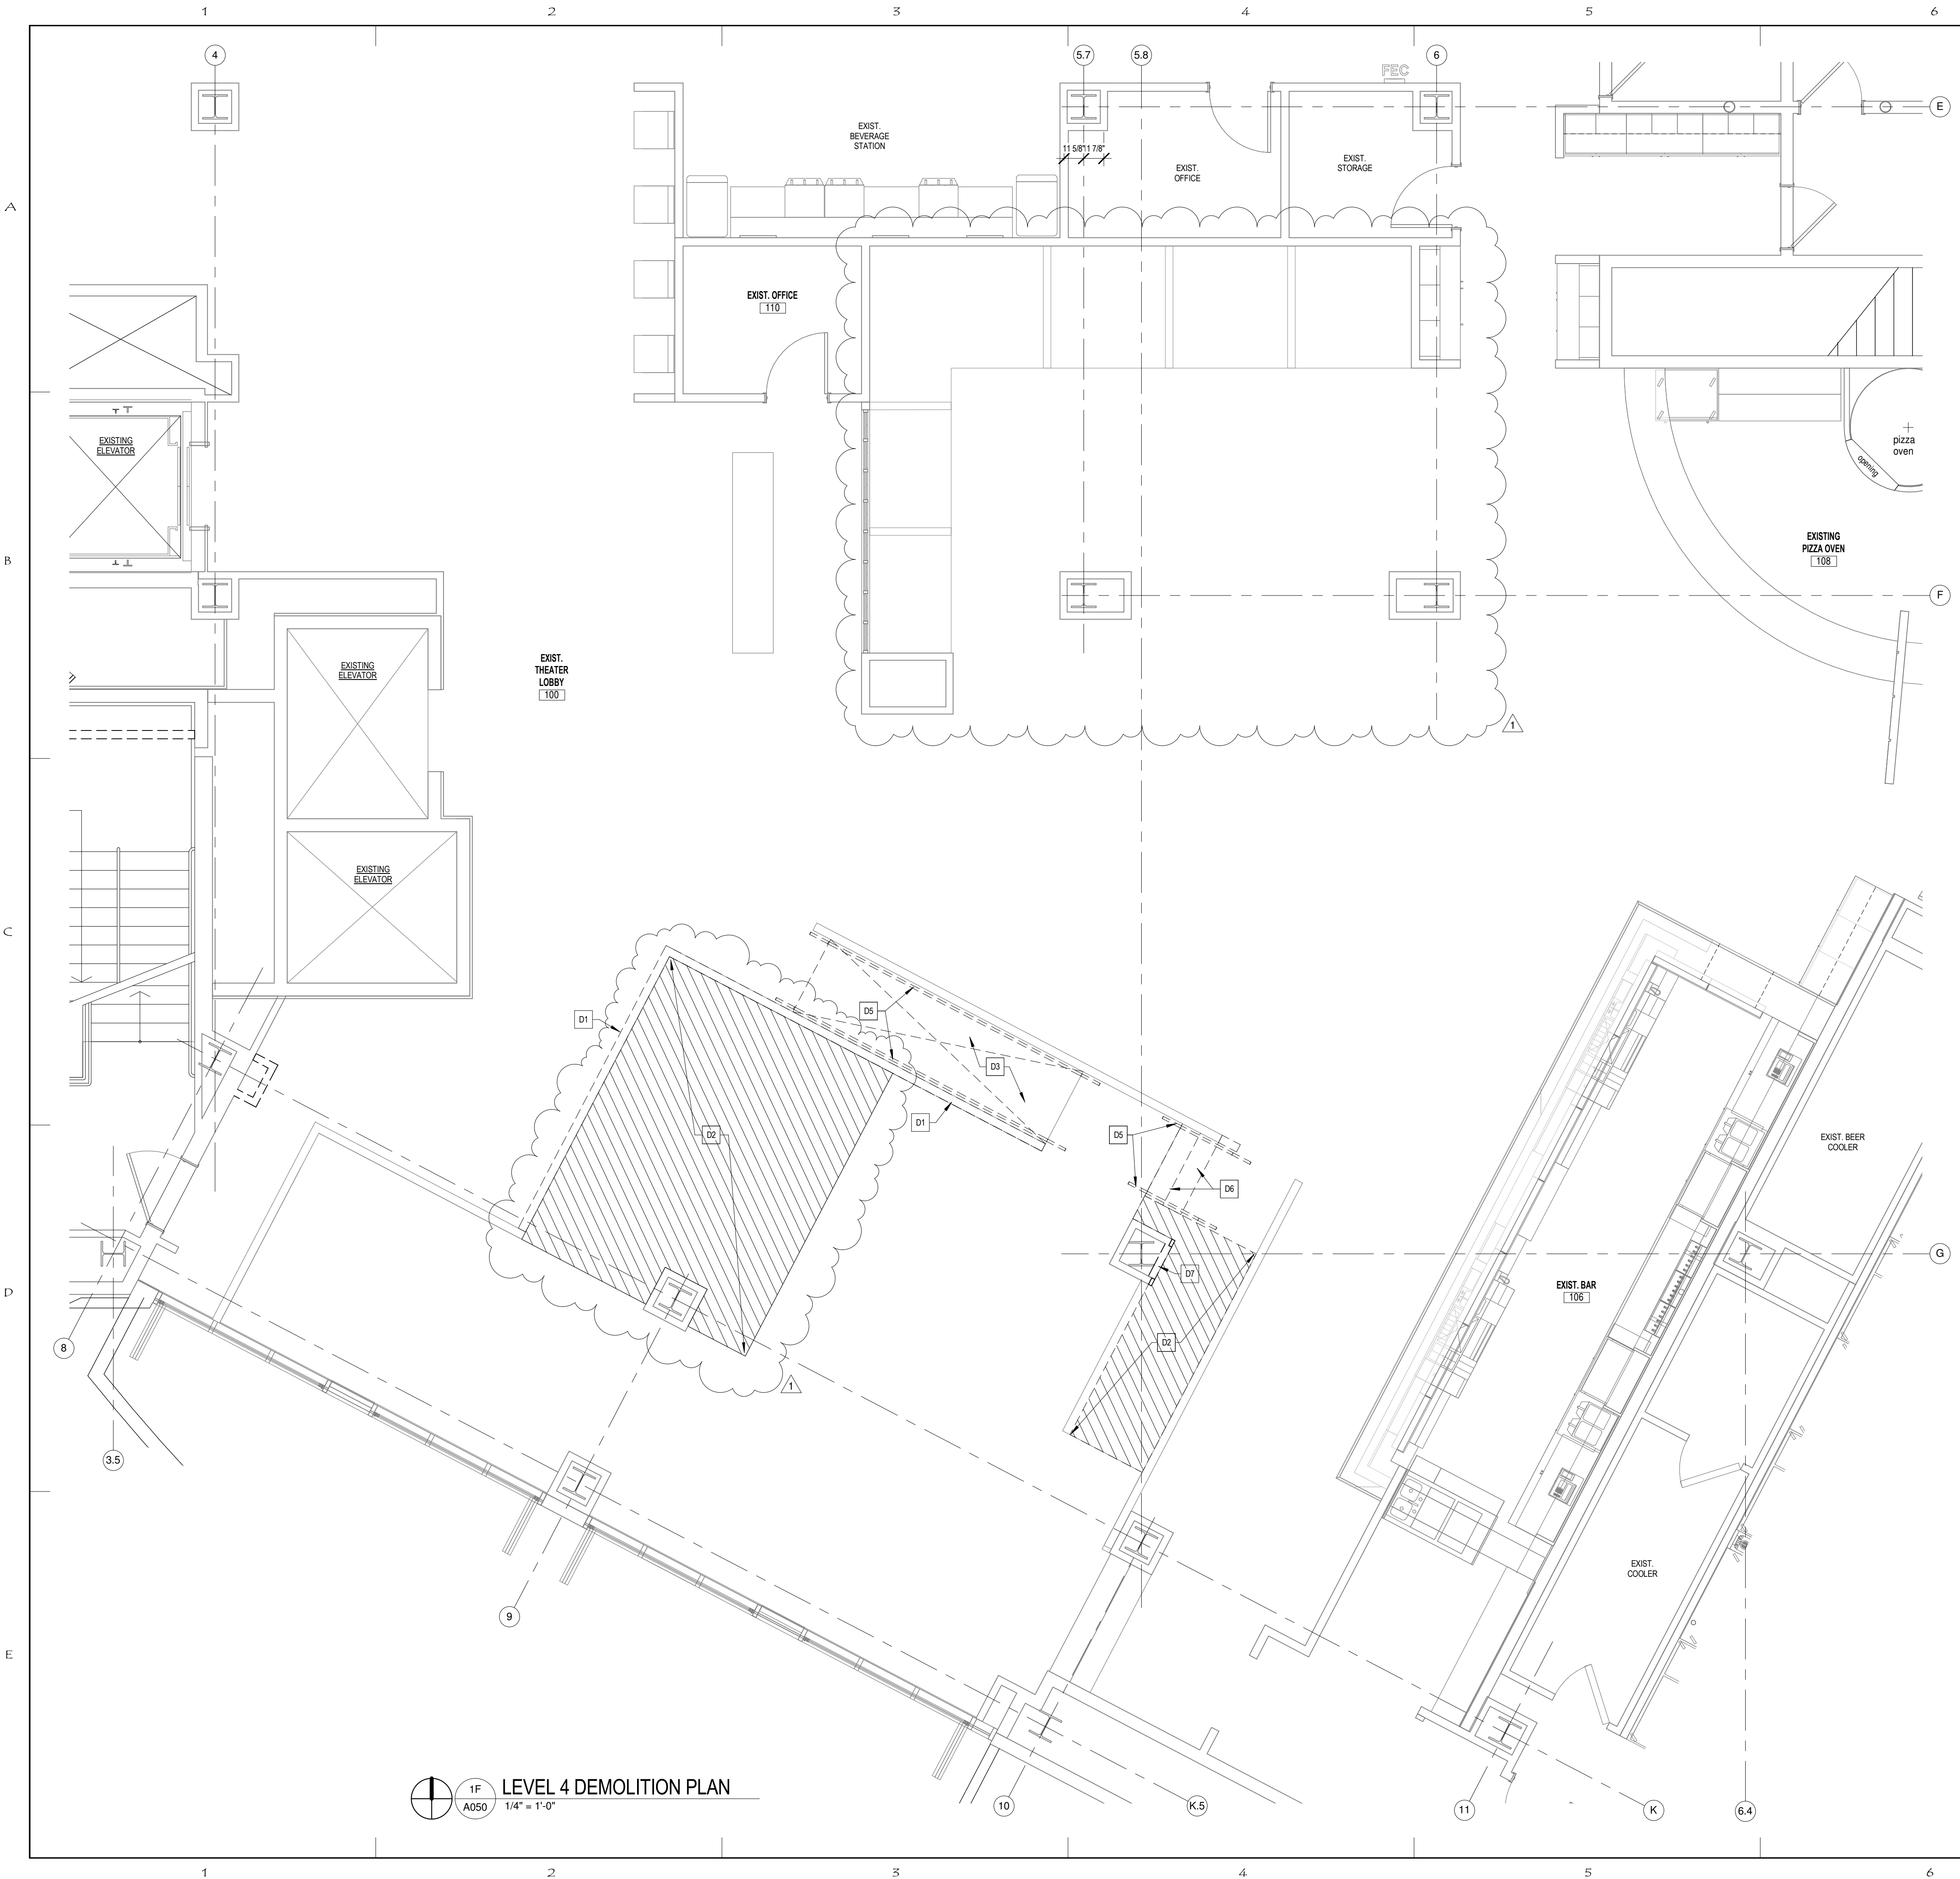 1 2 3 4 5 6
4 5.7 5.8 6
FEC
E
EXIST.
BEVERAGE
STATION
11 5/8" 11 7/8"
EXIST.
OFFICE
EXIST.
STORAGE
A
EXIST. OFFICE
110
EXISTING
ELEVATOR
pizza
oven
opening
B
EXISTING
PIZZA OVEN
108
F
EXISTING
ELEVATOR
EXIST.
THEATER
LOBBY
100
1
EXISTING
ELEVATOR
C
D5
D1
D3
D1
D2
D5
EXIST. BEER
COOLER
D6
G
D7
D
EXIST. BAR
106
D2
8
1
3.5
EXIST.
COOLER
9
E
1F
A050
LEVEL 4 DEMOLITION PLAN
1/4" = 1'-0"
10
K.5
11
K
6.4
1 2 3 4 5 6